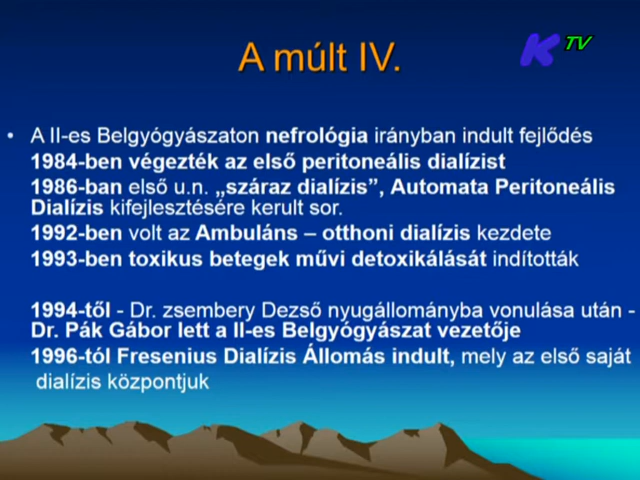 A múlt IV.
K TV
• A II-es Belgyógyászaton nefrológia irányban indult fejlődés
1984-ben végezték az első peritoneális dialízist
1986-ban első u.n. „száraz dialízis”, Automata Peritoneális
Dialízis kifejlesztésére kerult sor.
1992-ben volt az Ambuláns – otthoni dialízis kezdete
1993-ben toxikus betegek művi detoxikálását indították
1994-től - Dr. zsembery Dezső nyugállományba vonulása után -
Dr. Pák Gábor lett a II-es Belgyógyászat vezetője
1996-tól Fresenius Dialízis Állomás indult, mely az első saját
dialízis központjuk